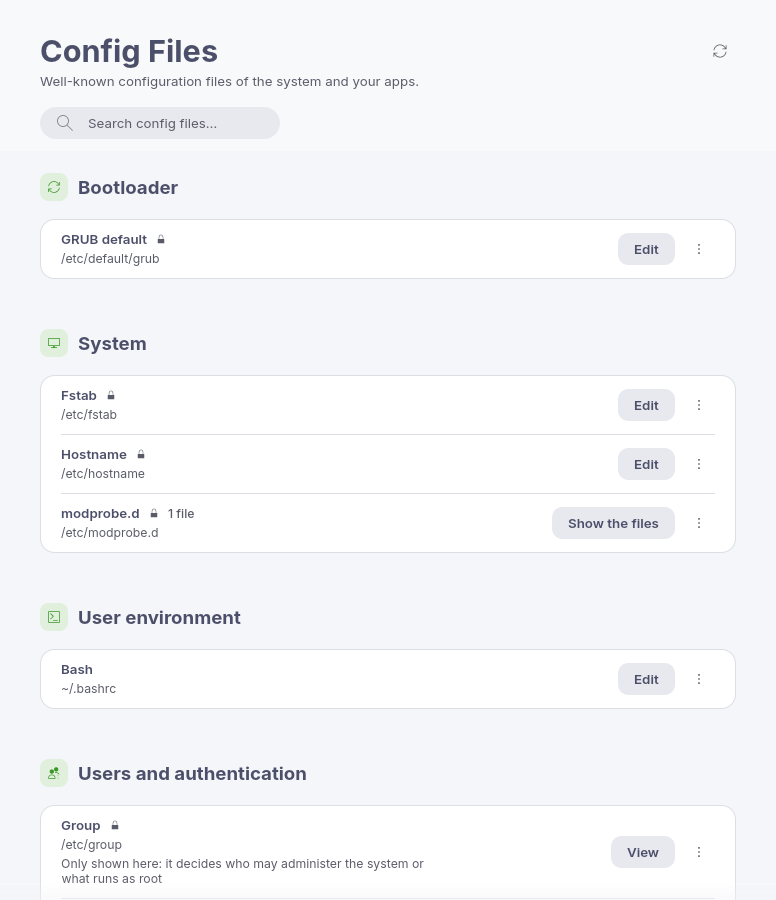 Config Files
Well-known configuration files of the system and your apps.
Search config files...
Bootloader
GRUB default
/etc/default/grub
Edit
System
Fstab
/etc/fstab
Edit
Hostname
/etc/hostname
Edit
modprobe.d 1 file
/etc/modprobe.d
Show the files
User environment
Bash
~/.bashrc
Edit
Users and authentication
Group
/etc/group
Only shown here: it decides who may administer the system or
what runs as root
View